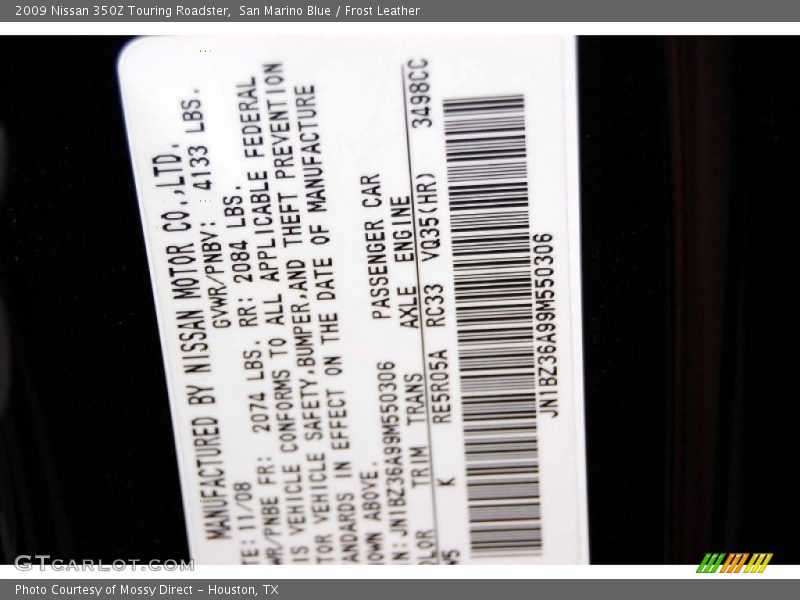 2009 Nissan 350Z Touring Roadster,  San Marino Blue / Frost Leather
MANUFACTURED BY NISSAN MOTOR CO.,LTD.
TE: 11/08 GVWR/PNBV: 4133 LBS.
WR/PNBE FR: 2074 LBS. RR: 2084 LBS.
IS VEHICLE CONFORMS TO ALL APPLICABLE FEDERAL
TOR VEHICLE SAFETY,BUMPER,AND THEFT PREVENTION
ANDARDS IN EFFECT ON THE DATE OF MANUFACTURE
OWN ABOVE.
N: JN1BZ36A99M550306 PASSENGER CAR
OLOR TRIM TRANS AXLE ENGINE
W5 K RE5R05A RC33 VQ35(HR) 3498CC
JN1BZ36A99M550306
GTCarLot.com
Photo Courtesy of Mossy Direct – Houston, TX